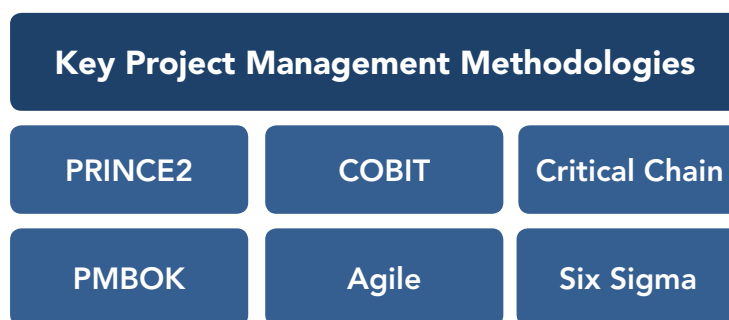 Key Project Management Methodologies
PRINCE2 COBIT Critical Chain
PMBOK Agile Six Sigma